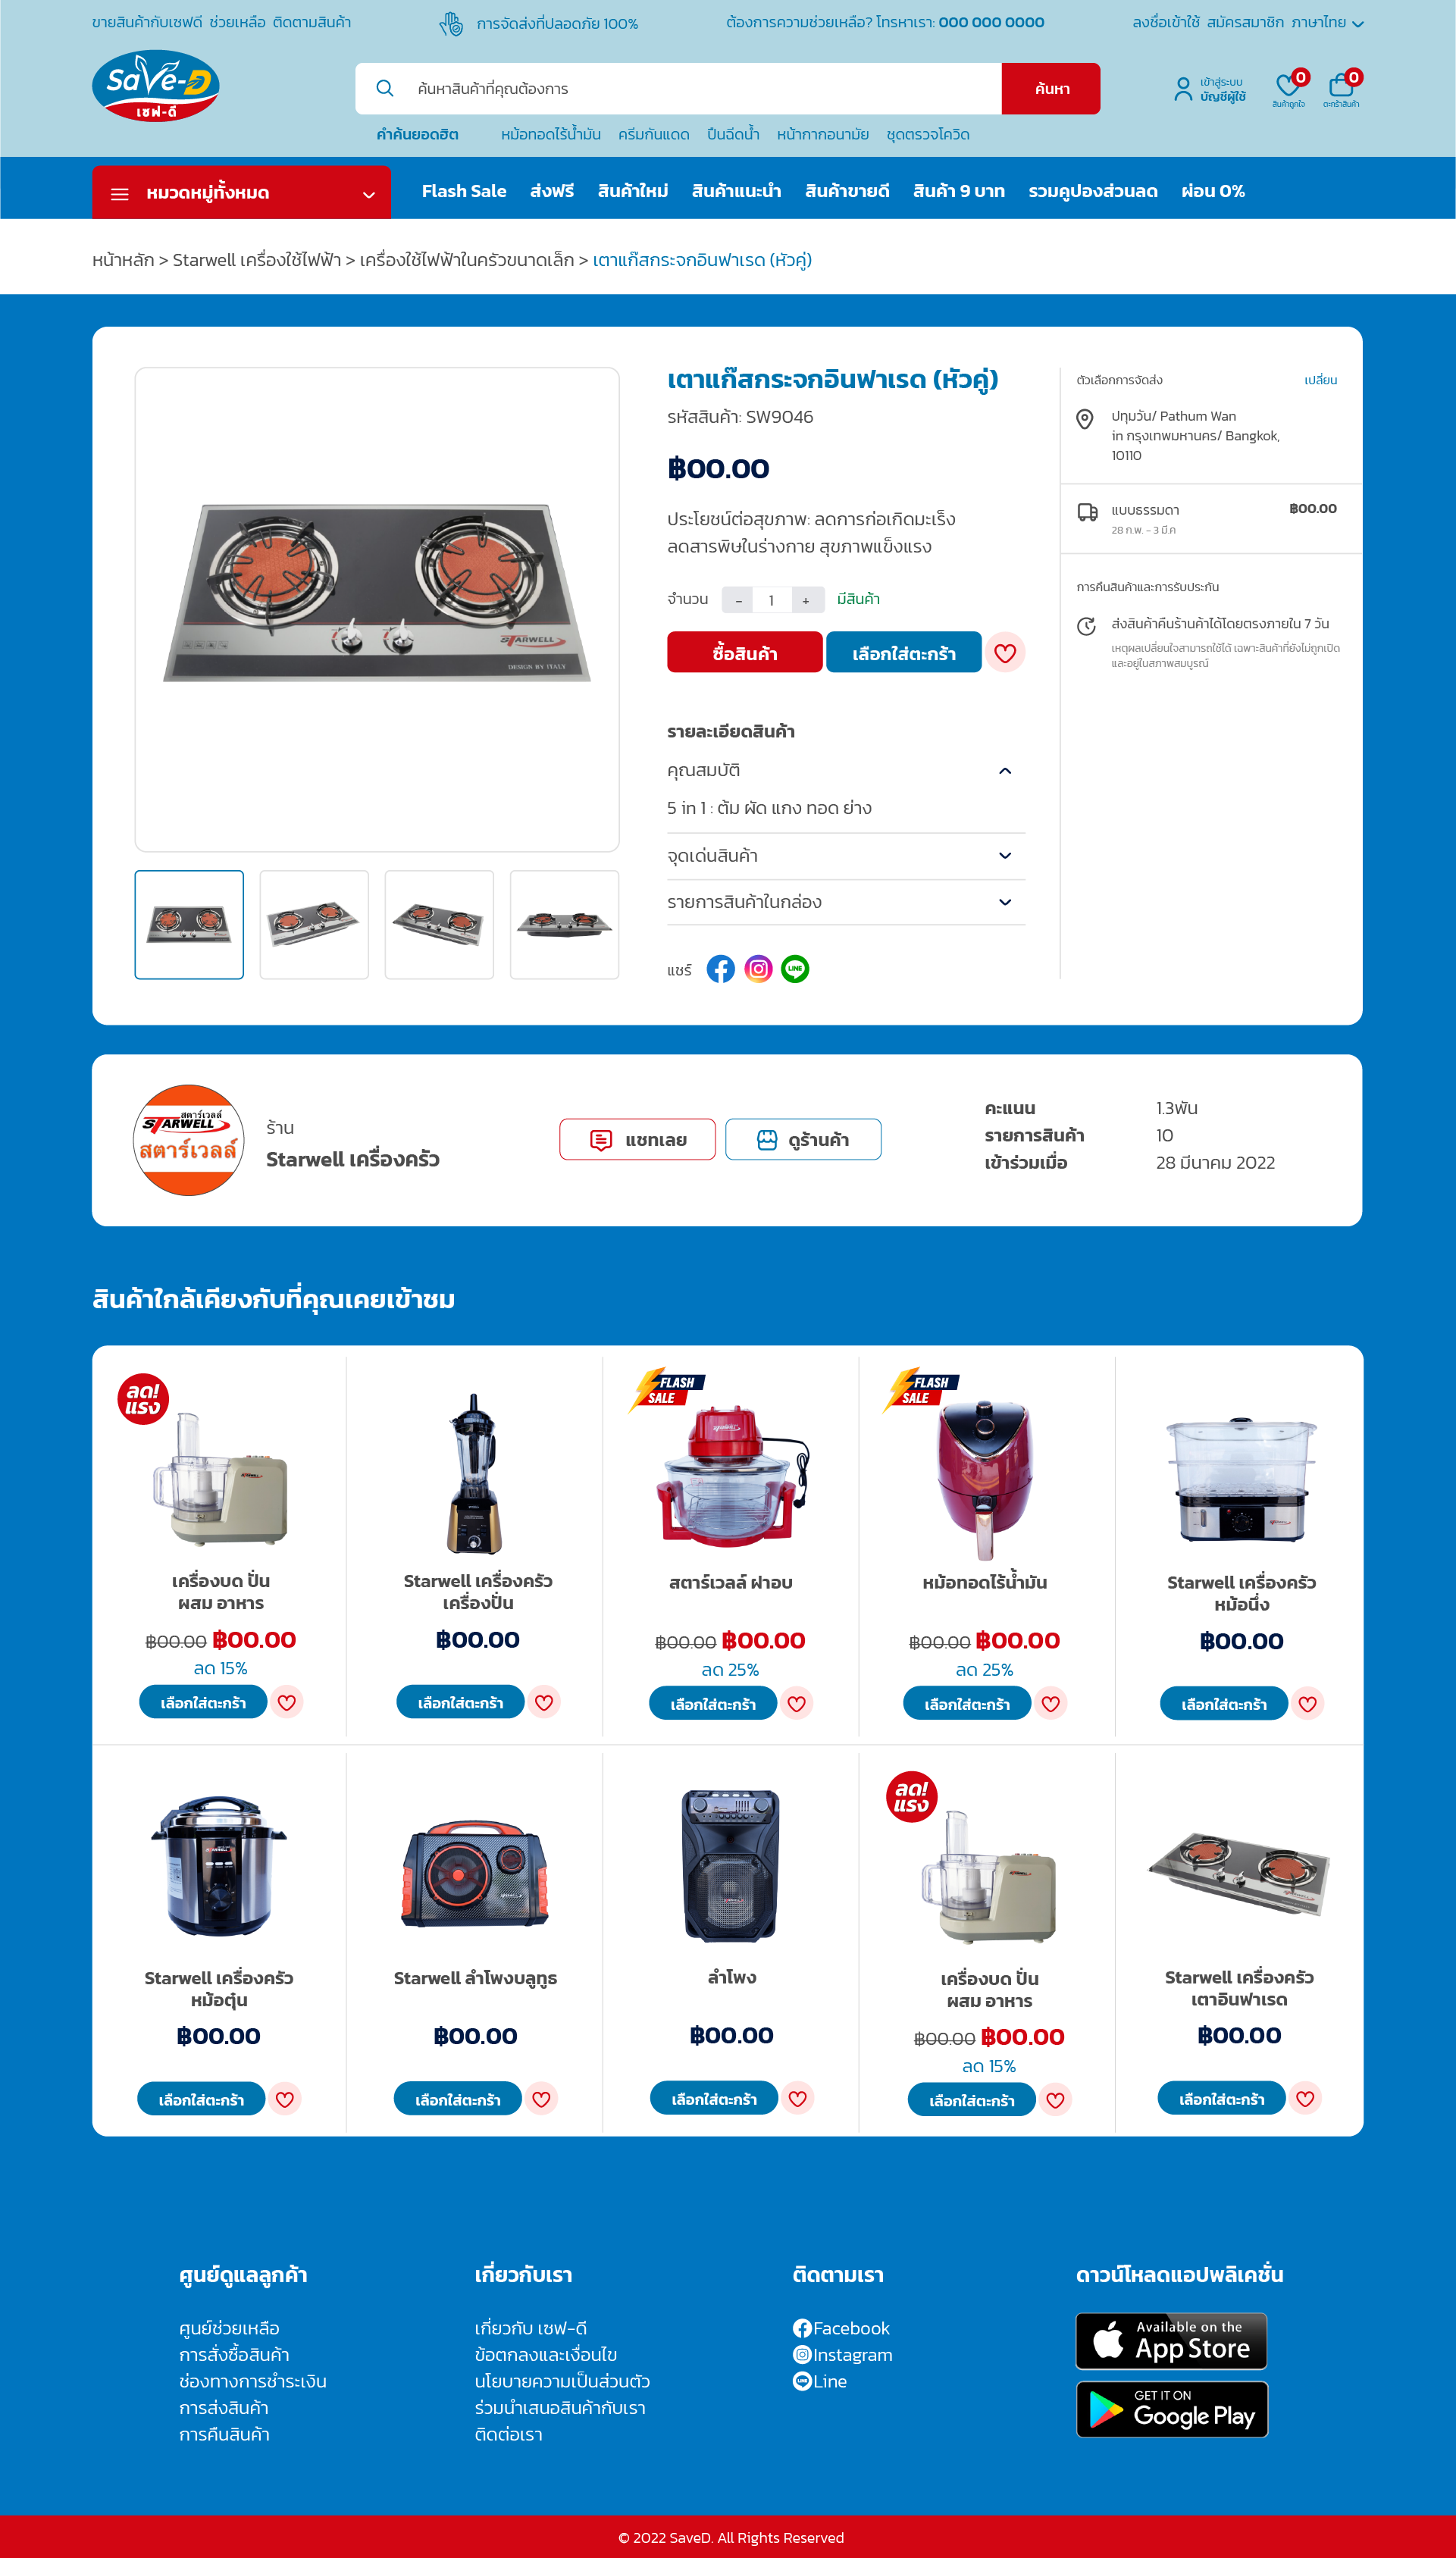 ขายสินค้ากับเซฟดี ช่วยเหลือ ติดตามสินค้า
การจัดส่งที่ปลอดภัย 100%
ต้องการความช่วยเหลือ? โทรหาเรา: 000 000 0000
ลงชื่อเข้าใช้ สมัครสมาชิก ภาษาไทย
SaVe-D
เซฟ-ดี
ค้นหาสินค้าที่คุณต้องการ
ค้นหา
เข้าสู่ระบบ
บัญชีผู้ใช้
0
สินค้าถูกใจ
0
ตะกร้าสินค้า
คำค้นยอดฮิต หม้อทอดไร้น้ำมัน ครีมกันแดด ปืนฉีดน้ำ หน้ากากอนามัย ชุดตรวจโควิด
หมวดหมู่ทั้งหมด
Flash Sale ส่งฟรี สินค้าใหม่ สินค้าแนะนำ สินค้าขายดี สินค้า 9 บาท รวมคูปองส่วนลด ผ่อน 0%
หน้าหลัก > Starwell เครื่องใช้ไฟฟ้า > เครื่องใช้ไฟฟ้าในครัวขนาดเล็ก > เตาแก๊สกระจกอินฟาเรด (หัวคู่)
STARWELL
DESIGN BY ITALY
เตาแก๊สกระจกอินฟาเรด (หัวคู่)
รหัสสินค้า: SW9046
฿00.00
ประโยชน์ต่อสุขภาพ: ลดการก่อเกิดมะเร็ง
ลดสารพิษในร่างกาย สุขภาพแข็งแรง
จำนวน - 1 + มีสินค้า
ซื้อสินค้า
เลือกใส่ตะกร้า
รายละเอียดสินค้า
คุณสมบัติ
5 in 1 : ต้ม ผัด แกง ทอด ย่าง
จุดเด่นสินค้า
รายการสินค้าในกล่อง
แชร์
LINE
ตัวเลือกการจัดส่ง
เปลี่ยน
ปทุมวัน/ Pathum Wan
in กรุงเทพมหานคร/ Bangkok,
10110
แบบธรรมดา
฿00.00
28 ก.พ. - 3 มี.ค
การคืนสินค้าและการรับประกัน
ส่งสินค้าคืนร้านค้าได้โดยตรงภายใน 7 วัน
เหตุผลเปลี่ยนใจสามารถใช้ได้ เฉพาะสินค้าที่ยังไม่ถูกเปิด
และอยู่ในสภาพสมบูรณ์
สตาร์เวลล์
STARWELL
สตาร์เวลล์
ร้าน
Starwell เครื่องครัว
แชทเลย
ดูร้านค้า
คะแนน 1.3พัน
รายการสินค้า 10
เข้าร่วมเมื่อ 28 มีนาคม 2022
สินค้าใกล้เคียงกับที่คุณเคยเข้าชม
ลด!
แรง
เครื่องบด ปั่น
ผสม อาหาร
฿00.00 ฿00.00
ลด 15%
เลือกใส่ตะกร้า
Starwell เครื่องครัว
เครื่องปั่น
฿00.00
เลือกใส่ตะกร้า
FLASH
SALE
สตาร์เวลล์ ฝาอบ
฿00.00 ฿00.00
ลด 25%
เลือกใส่ตะกร้า
FLASH
SALE
หม้อทอดไร้น้ำมัน
฿00.00 ฿00.00
ลด 25%
เลือกใส่ตะกร้า
Starwell เครื่องครัว
หม้อนึ่ง
฿00.00
เลือกใส่ตะกร้า
Starwell เครื่องครัว
หม้อตุ๋น
฿00.00
เลือกใส่ตะกร้า
Starwell ลำโพงบลูทูธ
฿00.00
เลือกใส่ตะกร้า
ลำโพง
฿00.00
เลือกใส่ตะกร้า
ลด!
แรง
เครื่องบด ปั่น
ผสม อาหาร
฿00.00 ฿00.00
ลด 15%
เลือกใส่ตะกร้า
Starwell เครื่องครัว
เตาอินฟาเรด
฿00.00
เลือกใส่ตะกร้า
ศูนย์ดูแลลูกค้า
ศูนย์ช่วยเหลือ
การสั่งซื้อสินค้า
ช่องทางการชำระเงิน
การส่งสินค้า
การคืนสินค้า
เกี่ยวกับเรา
เกี่ยวกับ เซฟ-ดี
ข้อตกลงและเงื่อนไข
นโยบายความเป็นส่วนตัว
ร่วมนำเสนอสินค้ากับเรา
ติดต่อเรา
ติดตามเรา
Facebook
Instagram
Line
ดาวน์โหลดแอปพลิเคชั่น
Available on the
App Store
GET IT ON
Google Play
© 2022 SaveD. All Rights Reserved